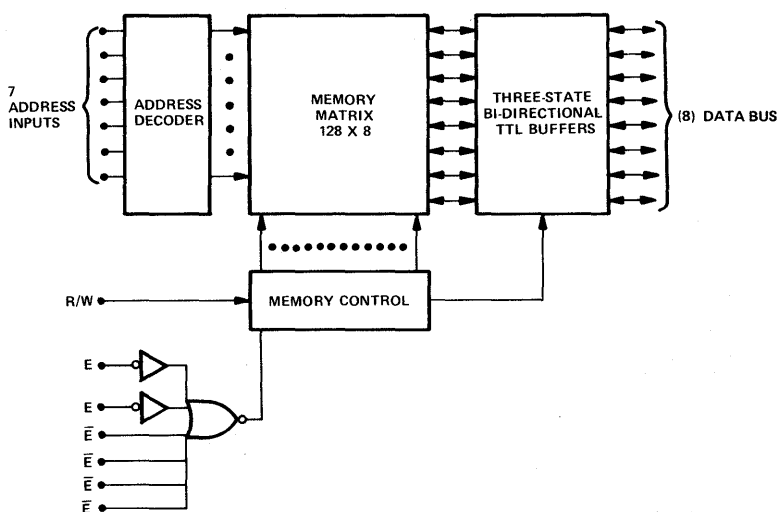 7
ADDRESS
INPUTS
ADDRESS
DECODER
MEMORY
MATRIX
128 X 8
THREE-STATE
BI-DIRECTIONAL
TTL BUFFERS
(8) DATA BUS
R/W
MEMORY CONTROL
E
E
E̅
E̅
E̅
E̅